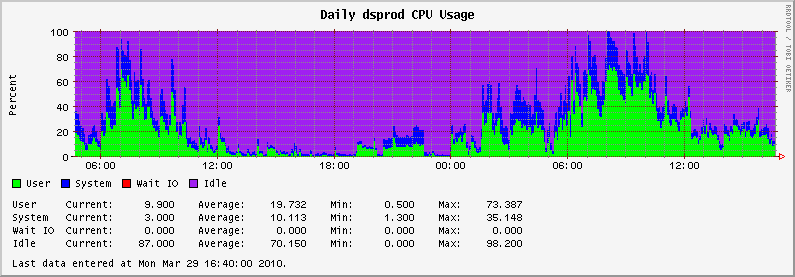 Daily dsprod CPU Usage
RRDTOOL / TOBI OETIKER
Percent
100
80
60
40
20
0
06:00 12:00 18:00 00:00 06:00 12:00
User System Wait IO Idle
User Current: 9.900 Average: 19.732 Min: 0.500 Max: 73.387
System Current: 3.000 Average: 10.113 Min: 1.300 Max: 35.148
Wait IO Current: 0.000 Average: 0.000 Min: 0.000 Max: 0.000
Idle Current: 87.000 Average: 70.150 Min: 0.000 Max: 98.200
Last data entered at Mon Mar 29 16:40:00 2010.